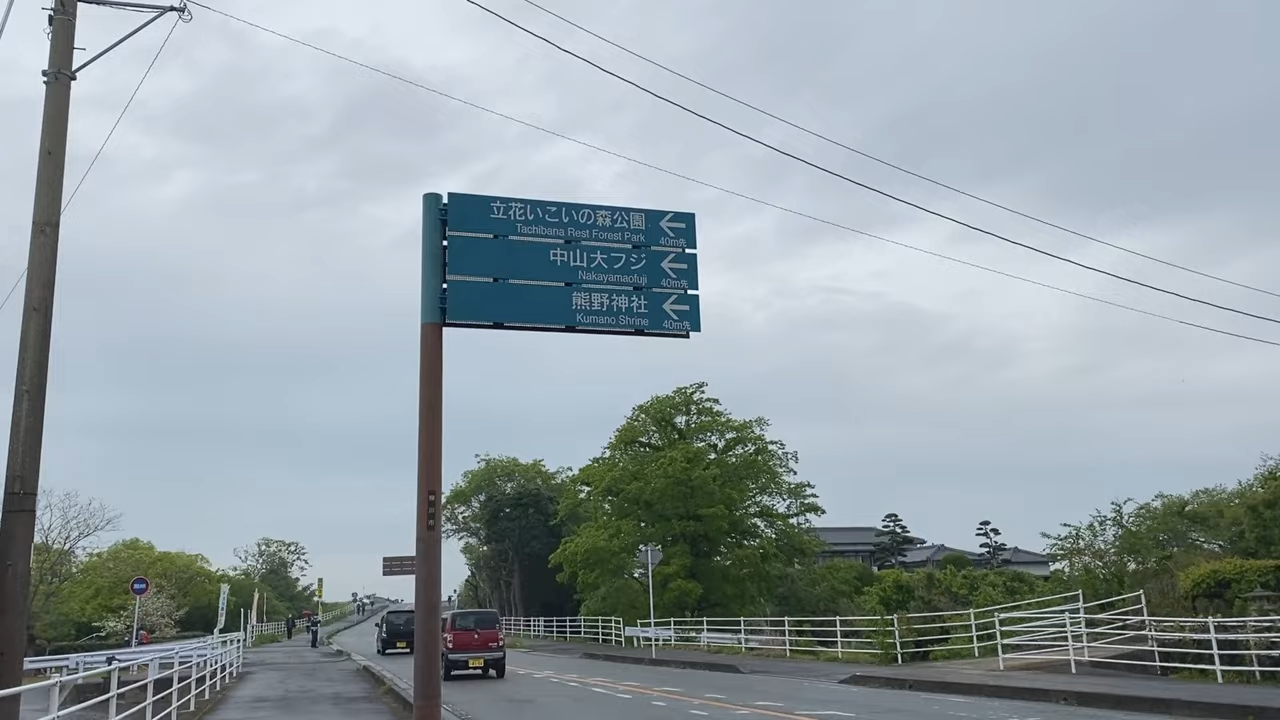 立花いこいの森公園
Tachibana Rest Forest Park
40m先
中山大フジ
Nakayamaofuji
40m先
熊野神社
Kumano Shrine
40m先